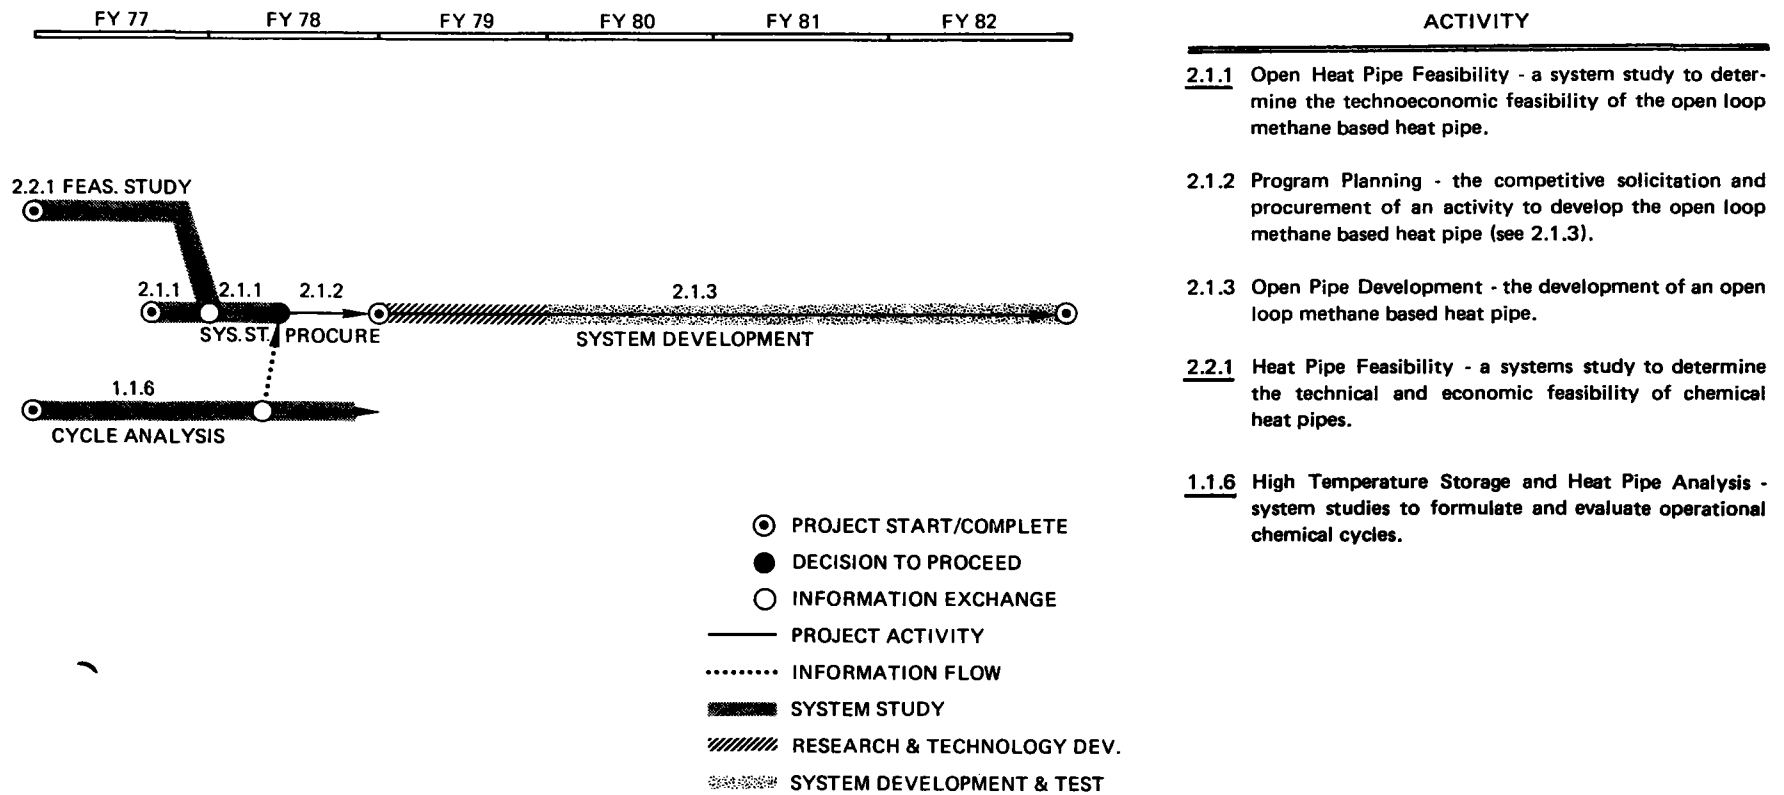 FY 77 FY 78 FY 79 FY 80 FY 81 FY 82
2.2.1 FEAS. STUDY
2.1.1 2.1.1 2.1.2 2.1.3
SYS. ST. PROCURE SYSTEM DEVELOPMENT
1.1.6
CYCLE ANALYSIS
PROJECT START/COMPLETE
DECISION TO PROCEED
INFORMATION EXCHANGE
PROJECT ACTIVITY
INFORMATION FLOW
SYSTEM STUDY
RESEARCH & TECHNOLOGY DEV.
SYSTEM DEVELOPMENT & TEST
ACTIVITY
2.1.1 Open Heat Pipe Feasibility - a system study to deter-
mine the technoeconomic feasibility of the open loop
methane based heat pipe.
2.1.2 Program Planning - the competitive solicitation and
procurement of an activity to develop the open loop
methane based heat pipe (see 2.1.3).
2.1.3 Open Pipe Development - the development of an open
loop methane based heat pipe.
2.2.1 Heat Pipe Feasibility - a systems study to determine
the technical and economic feasibility of chemical
heat pipes.
1.1.6 High Temperature Storage and Heat Pipe Analysis -
system studies to formulate and evaluate operational
chemical cycles.